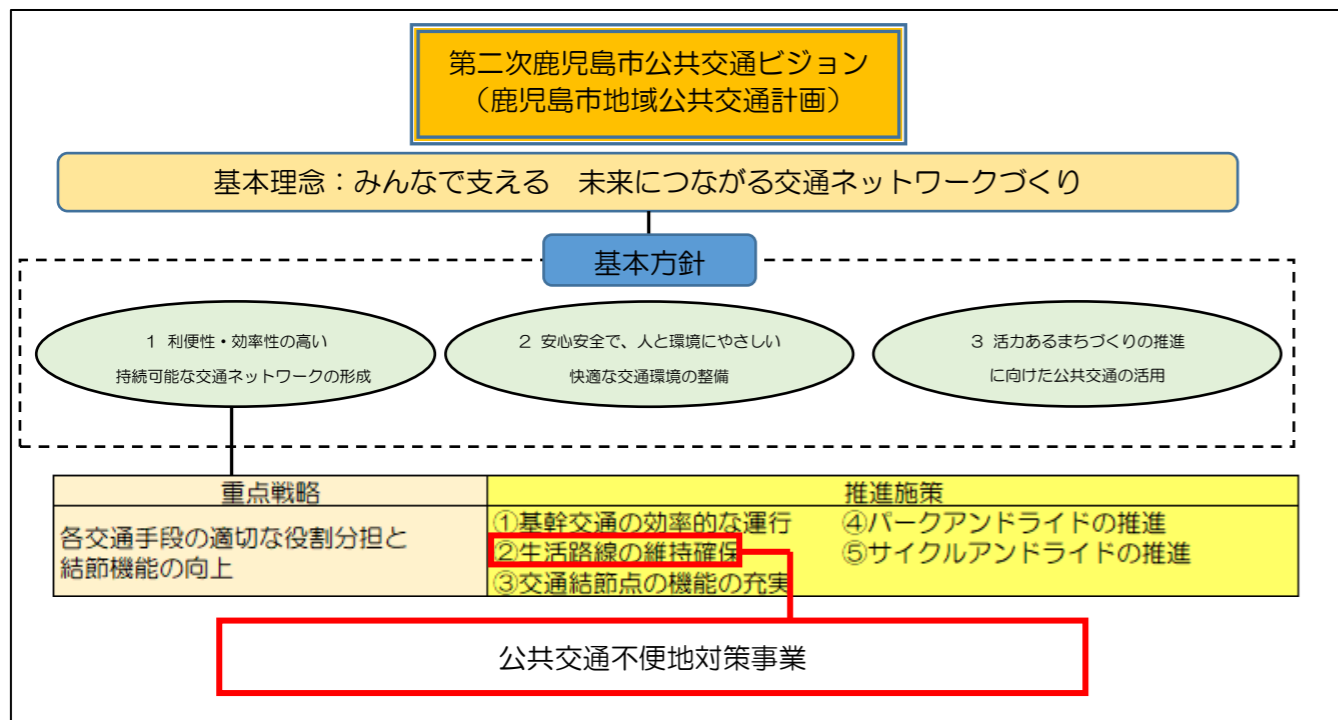 第二次鹿児島市公共交通ビジョン
（鹿児島市地域公共交通計画）
基本理念：みんなで支える　未来につながる交通ネットワークづくり
基本方針
１ 利便性・効率性の高い
持続可能な交通ネットワークの形成
２ 安心安全で、人と環境にやさしい
快適な交通環境の整備
３ 活力あるまちづくりの推進
に向けた公共交通の活用
重点戦略
各交通手段の適切な役割分担と
結節機能の向上
推進施策
①基幹交通の効率的な運行
②生活路線の維持確保
③交通結節点の機能の充実
④パークアンドライドの推進
⑤サイクルアンドライドの推進
公共交通不便地対策事業